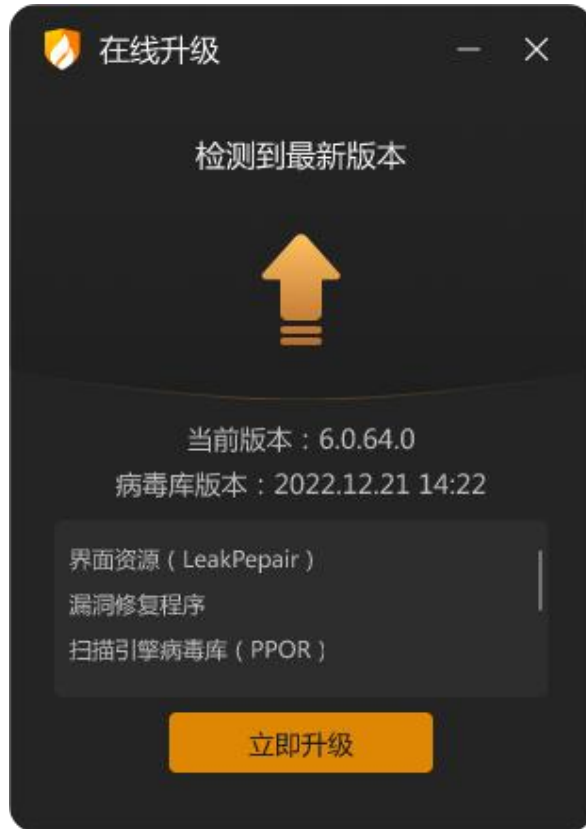 在线升级
检测到最新版本
当前版本：6.0.64.0
病毒库版本：2022.12.21 14:22
界面资源（LeakPepair）
漏洞修复程序
扫描引擎病毒库（PPOR）
立即升级